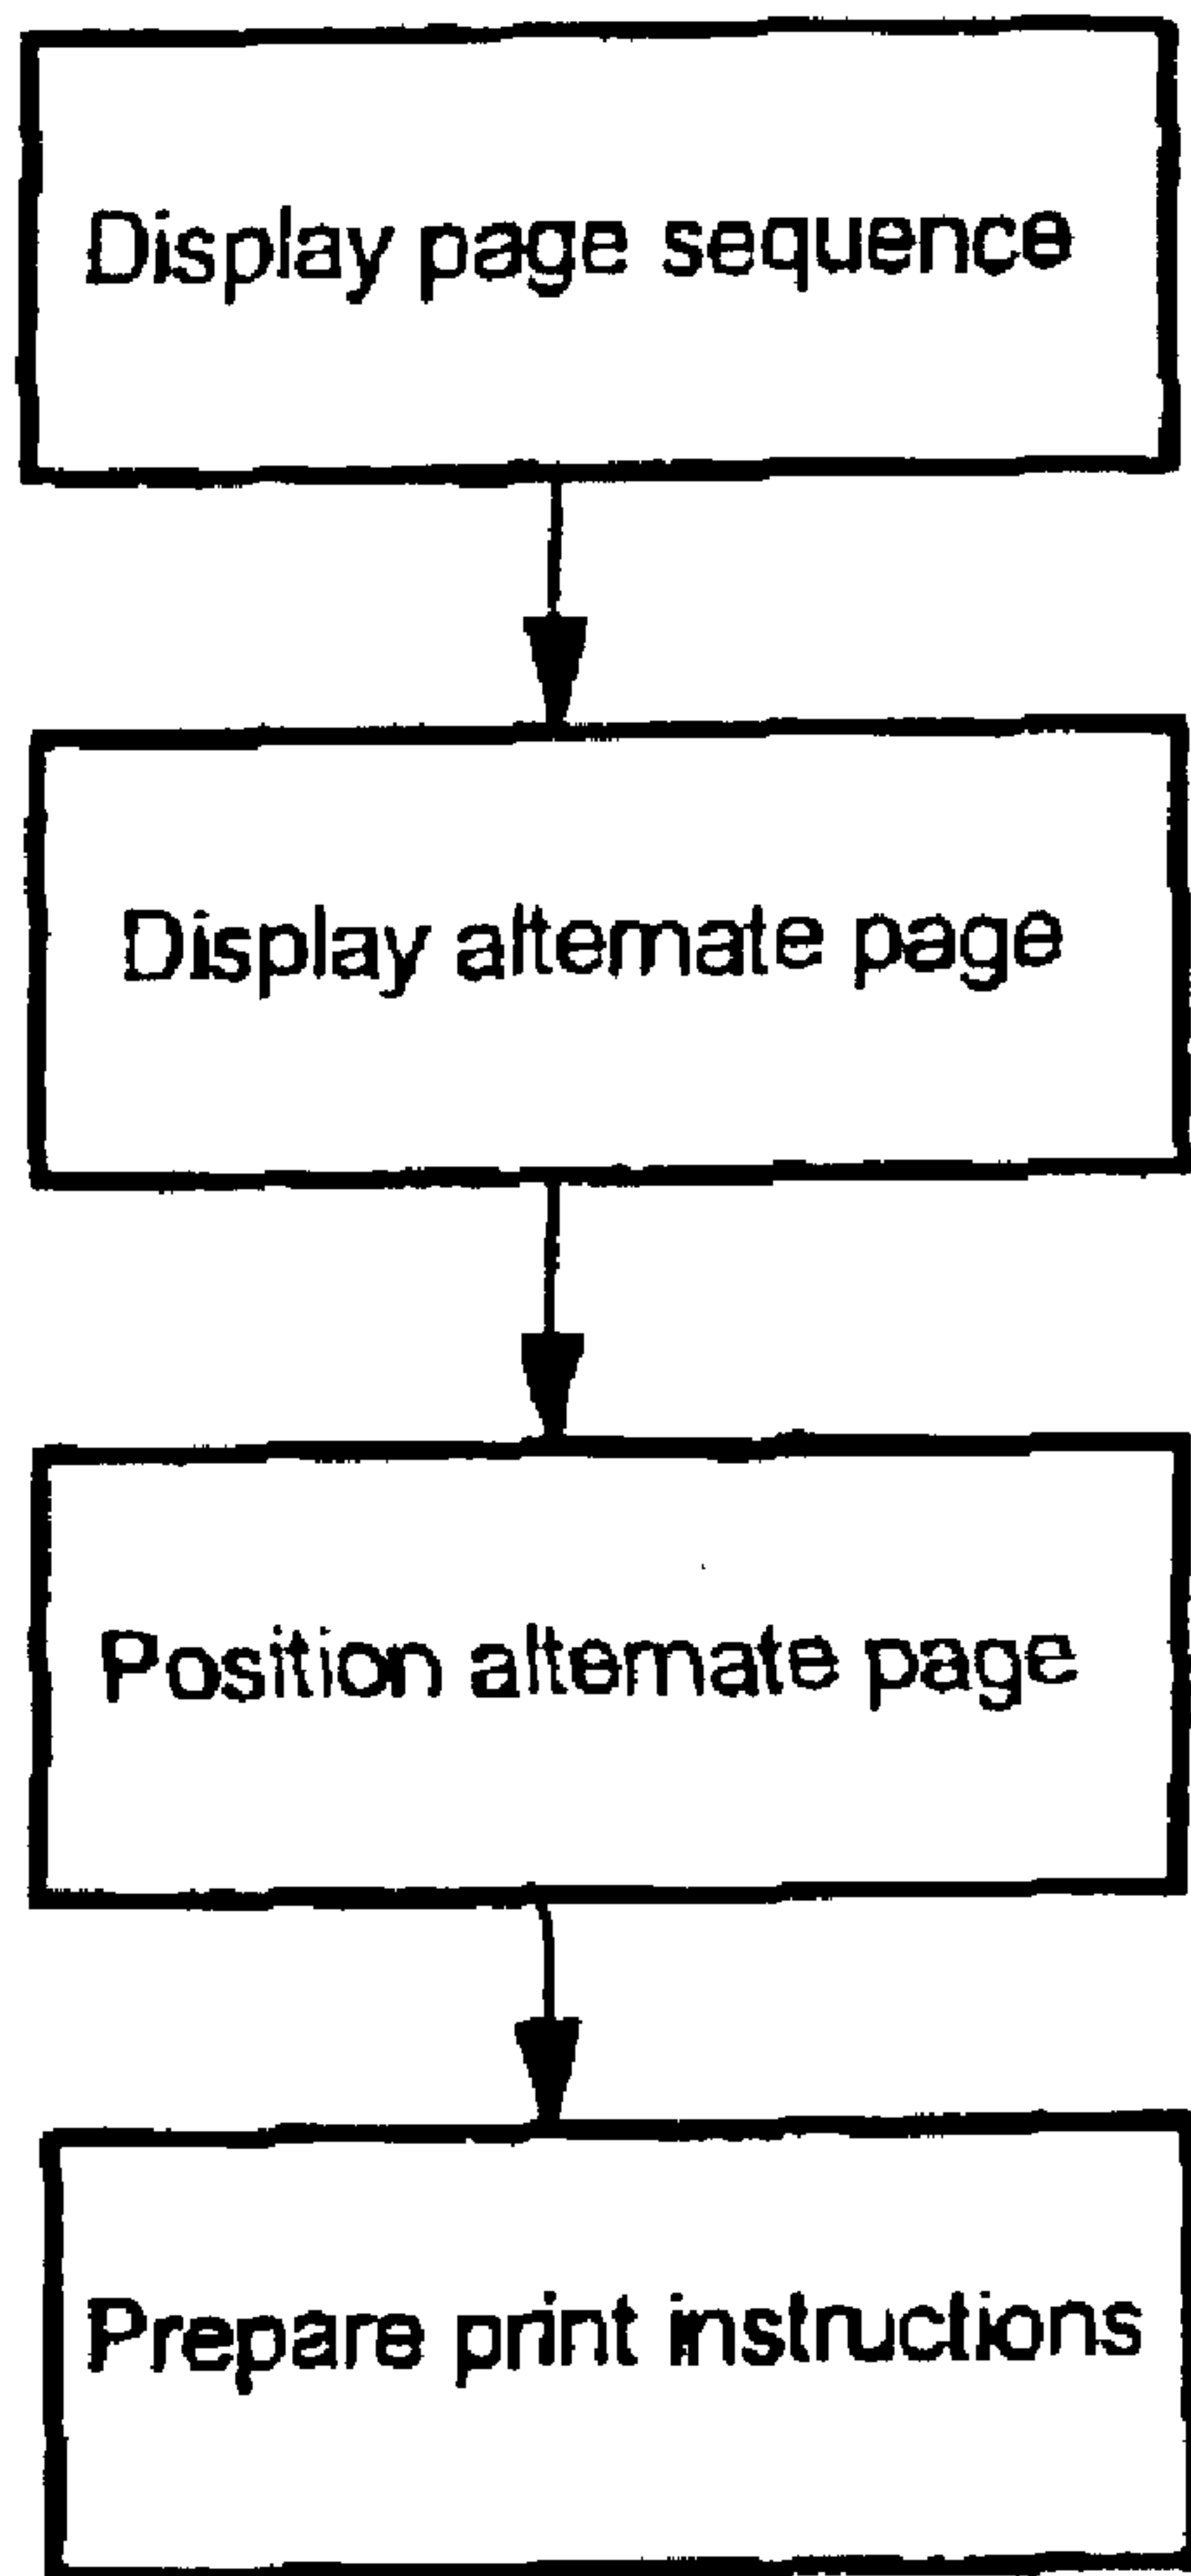 Display page sequence
Display alternate page
Position alternate page
Prepare print instructions